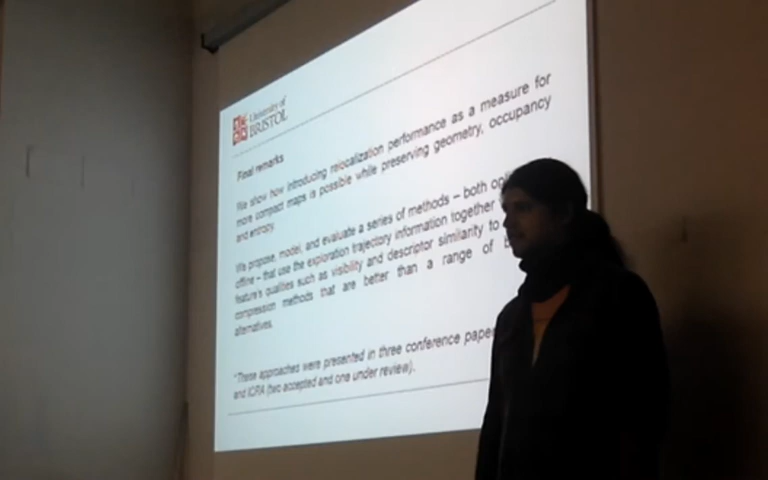 University of
BRISTOL
Final remarks
We show how introducing relocalization performance as a measure for
more compact maps is possible while preserving geometry, occupancy
and entropy.
We propose, model, and evaluate a series of methods – both
offline – that use the exploration trajectory information together
feature's qualities such as visibility and descriptor similarity to
compression methods that are better than a range of
alternatives.
*These approaches were presented in three conference paper
and ICRA (two accepted and one under review).